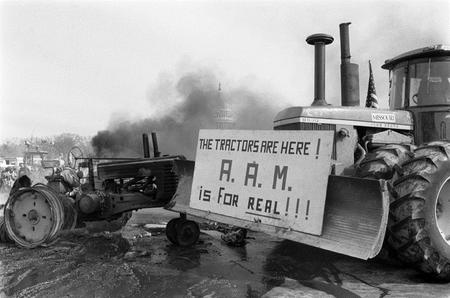 MISSOURI
THE TRACTORS ARE HERE!
A.A.M.
iS FOR REAL!!!